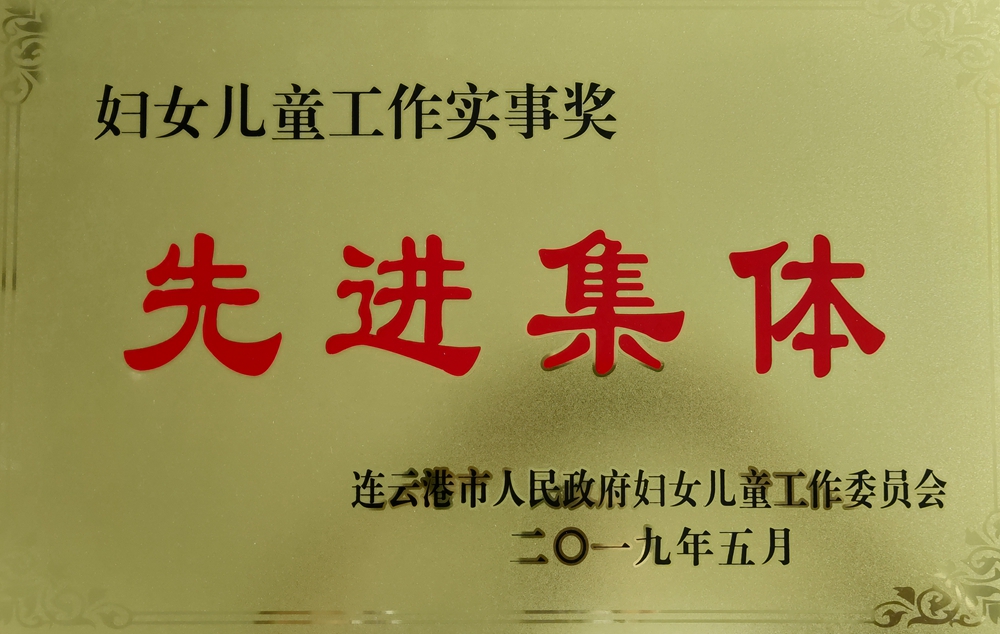 妇女儿童工作实事奖
先进集体
连云港市人民政府妇女儿童工作委员会
二〇一九年五月